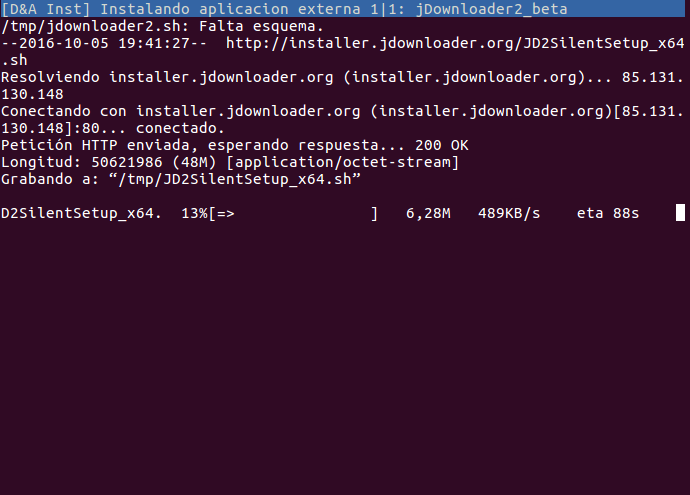 [D&A Inst] Instalando aplicacion externa 1|1: jDownloader2_beta
/tmp/jdownloader2.sh: Falta esquema.
--2016-10-05 19:41:27--  http://installer.jdownloader.org/JD2SilentSetup_x64
.sh
Resolviendo installer.jdownloader.org (installer.jdownloader.org)... 85.131.
130.148
Conectando con installer.jdownloader.org (installer.jdownloader.org)[85.131.
130.148]:80... conectado.
Petición HTTP enviada, esperando respuesta... 200 OK
Longitud: 50621986 (48M) [application/octet-stream]
Grabando a: “/tmp/JD2SilentSetup_x64.sh”
D2SilentSetup_x64.  13%[=>                ]   6,28M   489KB/s    eta 88s